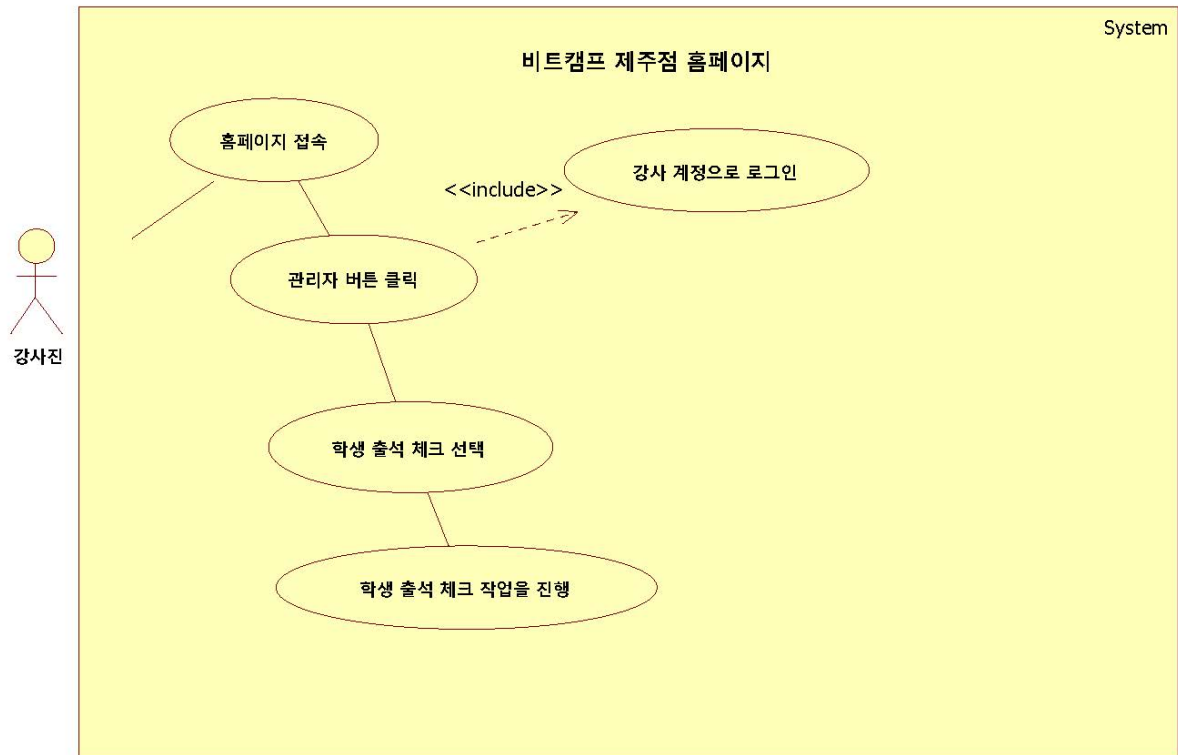 System
비트캠프 제주점 홈페이지
홈페이지 접속
강사 계정으로 로그인
<<include>>
관리자 버튼 클릭
강사진
학생 출석 체크 선택
학생 출석 체크 작업을 진행